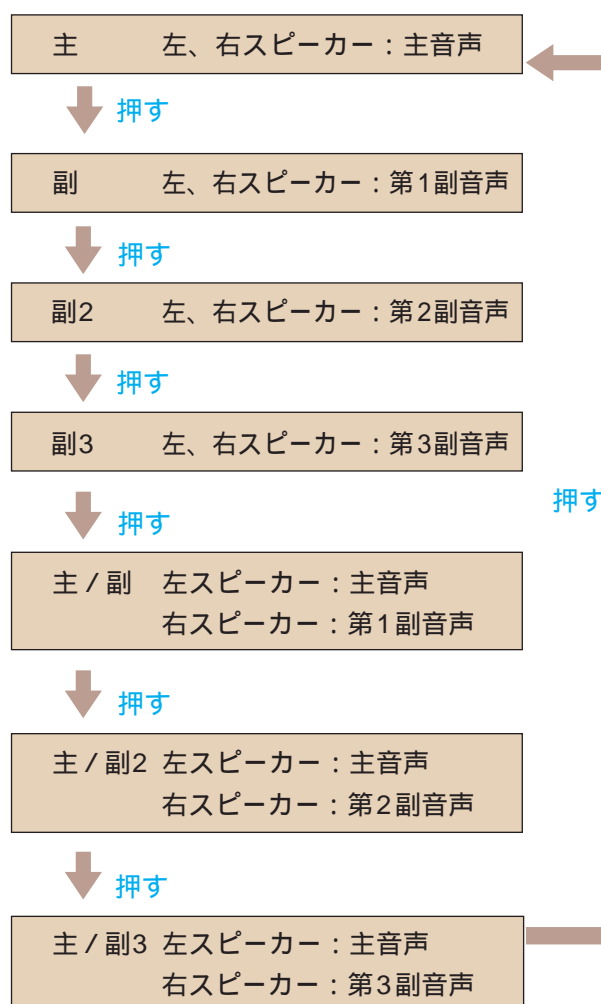 主 左、右スピーカー：主音声
押す
副 左、右スピーカー：第1副音声
押す
副2 左、右スピーカー：第2副音声
押す
副3 左、右スピーカー：第3副音声
押す
押す
主／副 左スピーカー：主音声
右スピーカー：第1副音声
押す
主／副2 左スピーカー：主音声
右スピーカー：第2副音声
押す
主／副3 左スピーカー：主音声
右スピーカー：第3副音声